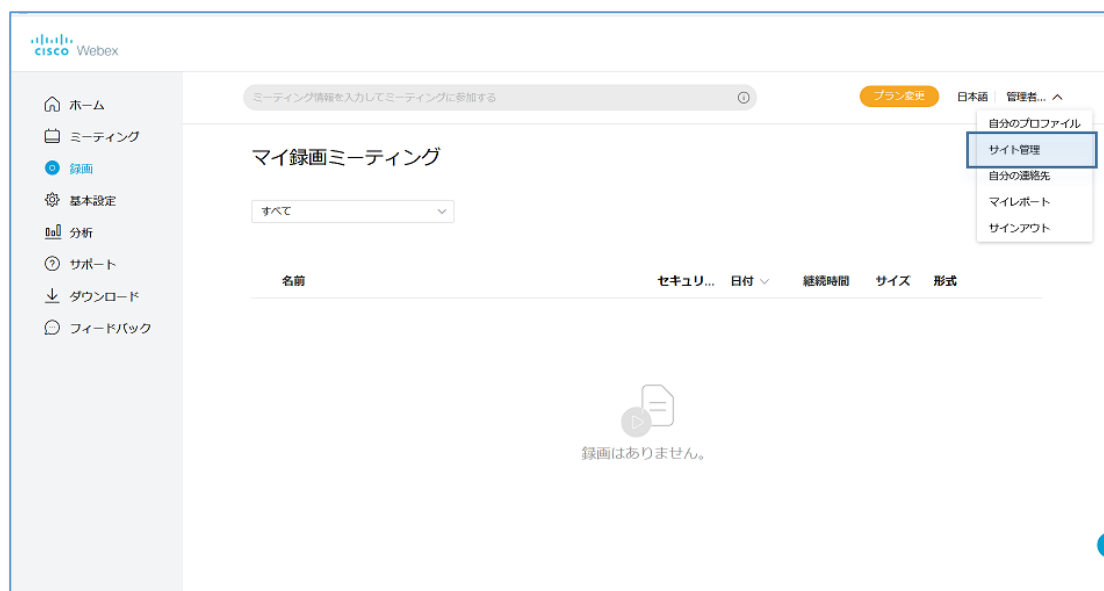 cisco Webex
ホーム
ミーティング
録画
基本設定
分析
サポート
ダウンロード
フィードバック
ミーティング情報を入力してミーティングに参加する
プラン変更 日本語 管理者...
自分のプロファイル
サイト管理
自分の連絡先
マイレポート
サインアウト
マイ録画ミーティング
すべて
名前 セキュリ... 日付 継続時間 サイズ 形式
録画はありません。